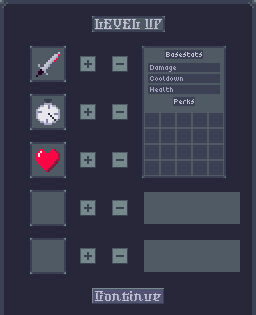 LEVEL UP
+ −
Basestats
Damage
+ −
Cooldown
Health
Perks
+ −
+ −
+ −
Continue